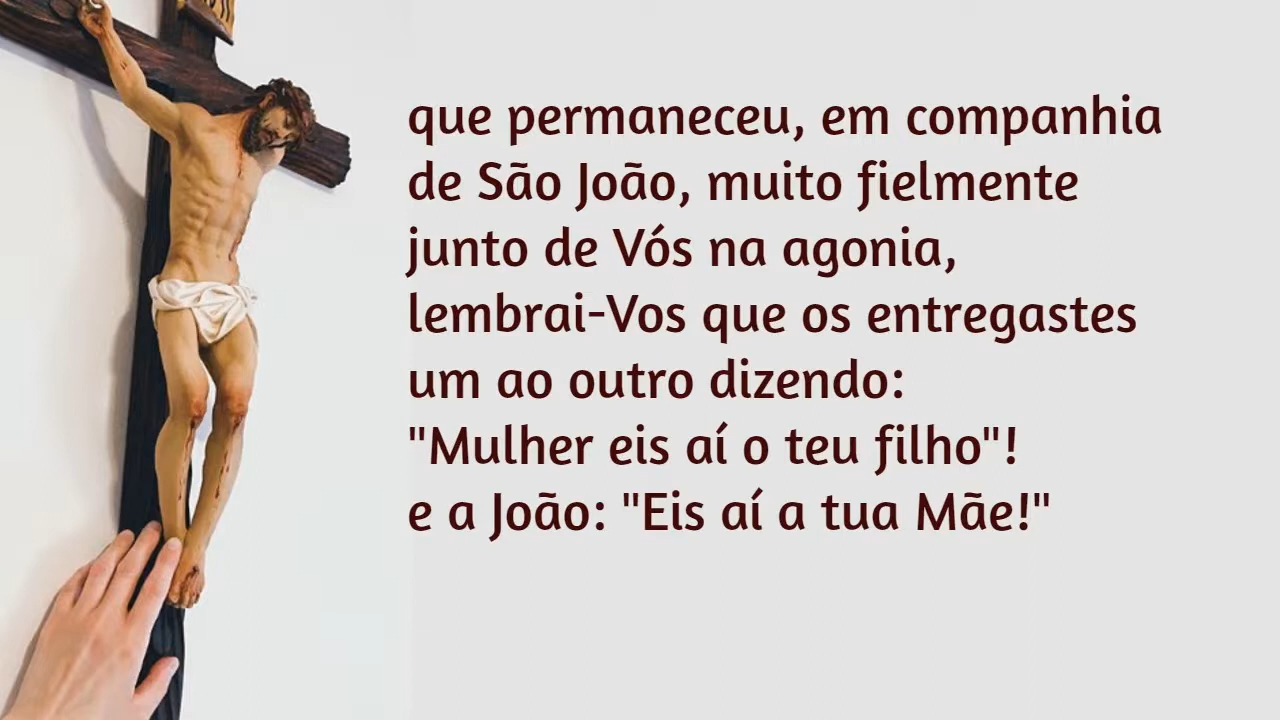 que permaneceu, em companhia
de São João, muito fielmente
junto de Vós na agonia,
lembrai-Vos que os entregastes
um ao outro dizendo:
"Mulher eis aí o teu filho"!
e a João: "Eis aí a tua Mãe!"